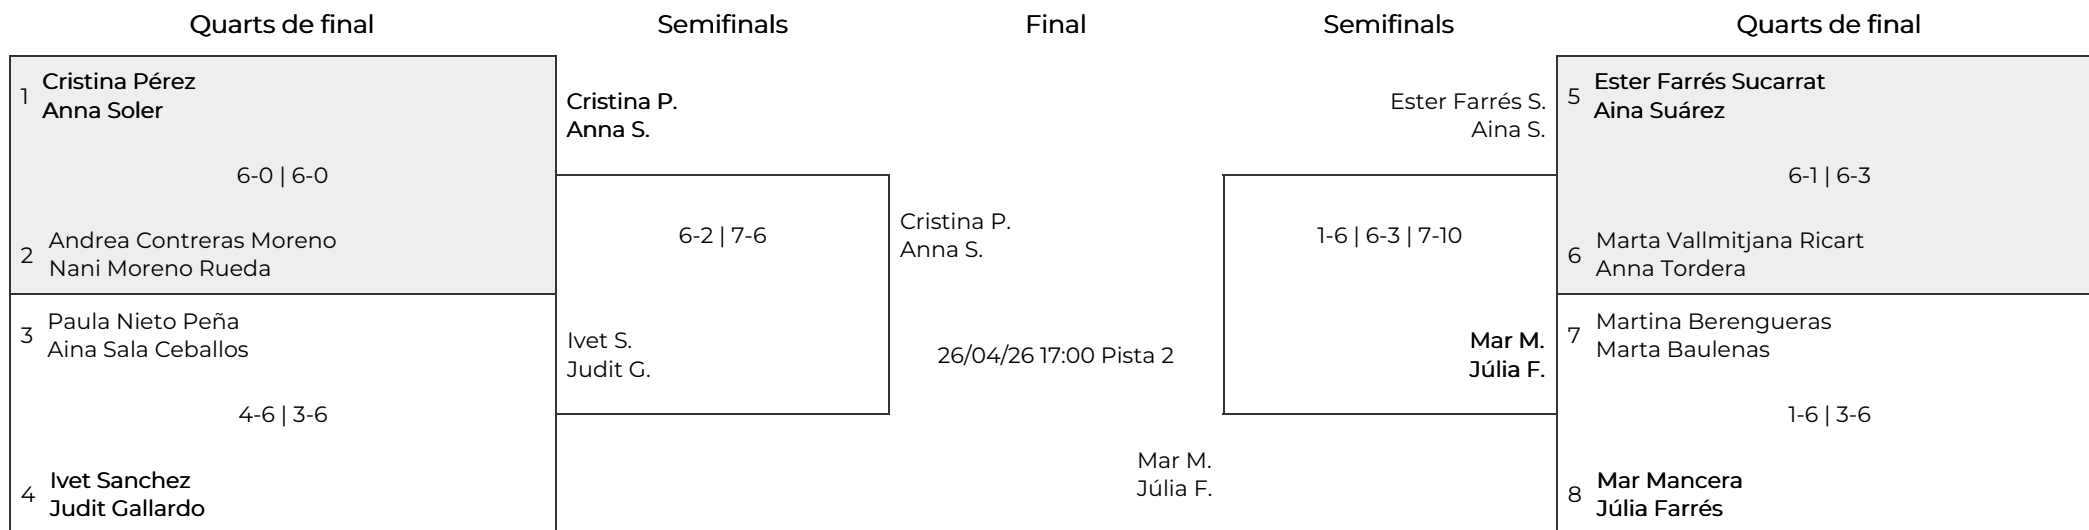 Quarts de final
Semifinals
Final
Semifinals
Quarts de final
1
Cristina Pérez
Anna Soler
6-0 | 6-0
2
Andrea Contreras Moreno
Nani Moreno Rueda
3
Paula Nieto Peña
Aina Sala Ceballos
4-6 | 3-6
4
Ivet Sanchez
Judit Gallardo
Cristina P.
Anna S.
6-2 | 7-6
Ivet S.
Judit G.
Cristina P.
Anna S.
26/04/26 17:00 Pista 2
Mar M.
Júlia F.
Ester Farrés S.
Aina S.
1-6 | 6-3 | 7-10
Mar M.
Júlia F.
5
Ester Farrés Sucarrat
Aina Suárez
6-1 | 6-3
6
Marta Vallmitjana Ricart
Anna Tordera
7
Martina Berengueras
Marta Baulenas
1-6 | 3-6
8
Mar Mancera
Júlia Farrés